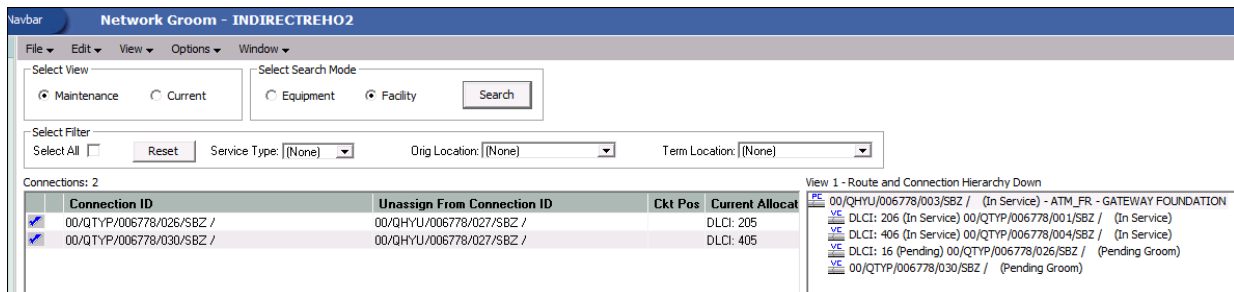 Navbar Network Groom - INDIRECTREHO2
File Edit View Options Window
Select View Select Search Mode
Maintenance Current Equipment Facility Search
Select Filter
Select All Reset Service Type: (None) Orig Location: (None) Term Location: (None)
Connections: 2 View 1 - Route and Connection Hierarchy Down
Connection ID Unassign From Connection ID Ckt Pos Current Allocat PC 00/QHYU/006778/003/SBZ / (In Service) - ATM_FR - GATEWAY FOUNDATION
00/QTYP/006778/026/SBZ / 00/QHYU/006778/027/SBZ / DLCI: 205 VC DLCI: 206 (In Service) 00/QTYP/006778/001/SBZ / (In Service)
00/QTYP/006778/030/SBZ / 00/QHYU/006778/027/SBZ / DLCI: 405 VC DLCI: 406 (In Service) 00/QTYP/006778/004/SBZ / (In Service)
VC DLCI: 16 (Pending) 00/QTYP/006778/026/SBZ / (Pending Groom)
VC 00/QTYP/006778/030/SBZ / (Pending Groom)